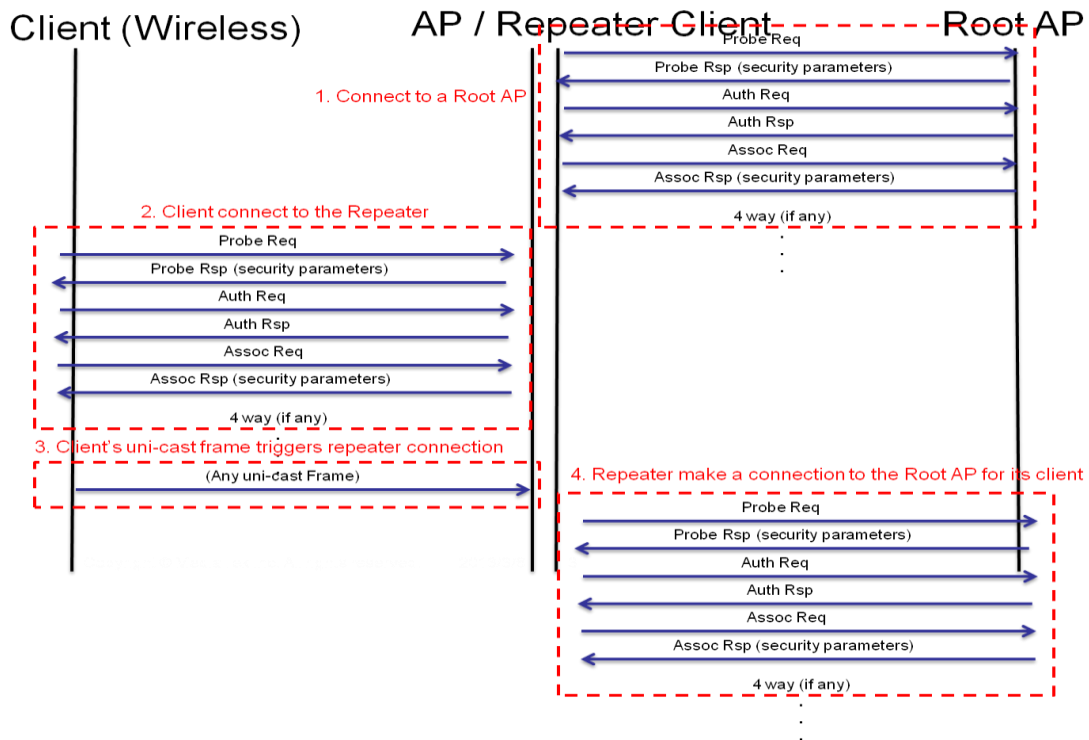 Client (Wireless)
AP / Repeater Client
Root AP
1. Connect to a Root AP
Probe Req
Probe Rsp (security parameters)
Auth Req
Auth Rsp
Assoc Req
Assoc Rsp (security parameters)
4 way (if any)
2. Client connect to the Repeater
Probe Req
Probe Rsp (security parameters)
Auth Req
Auth Rsp
Assoc Req
Assoc Rsp (security parameters)
4 way (if any)
3. Client's uni-cast frame triggers repeater connection
(Any uni-cast Frame)
4. Repeater make a connection to the Root AP for its client
Probe Req
Probe Rsp (security parameters)
Auth Req
Auth Rsp
Assoc Req
Assoc Rsp (security parameters)
4 way (if any)